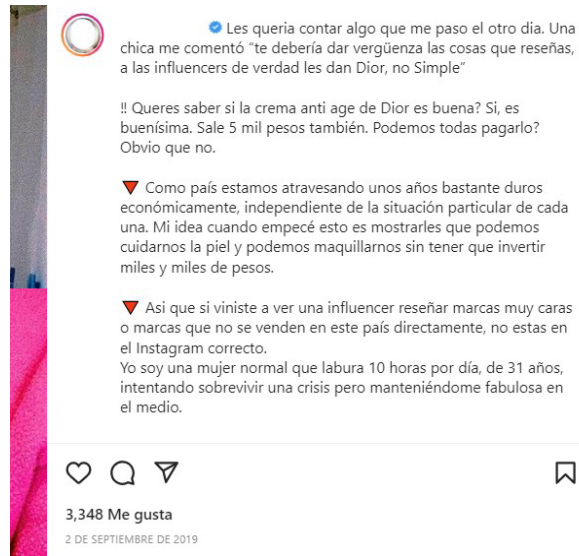 Les queria contar algo que me paso el otro dia. Una
chica me comentó "te debería dar vergüenza las cosas que reseñas,
a las influencers de verdad les dan Dior, no Simple"
!! Queres saber si la crema anti age de Dior es buena? Si, es
buenísima. Sale 5 mil pesos también. Podemos todas pagarlo?
Obvio que no.
🔻 Como país estamos atravesando unos años bastante duros
económicamente, independiente de la situación particular de cada
una. Mi idea cuando empecé esto es mostrarles que podemos
cuidarnos la piel y podemos maquillarnos sin tener que invertir
miles y miles de pesos.
🔻 Asi que si viniste a ver una influencer reseñar marcas muy caras
o marcas que no se venden en este país directamente, no estas en
el Instagram correcto.
Yo soy una mujer normal que labura 10 horas por día, de 31 años,
intentando sobrevivir una crisis pero manteniéndome fabulosa en
el medio.
3,348 Me gusta
2 DE SEPTIEMBRE DE 2019